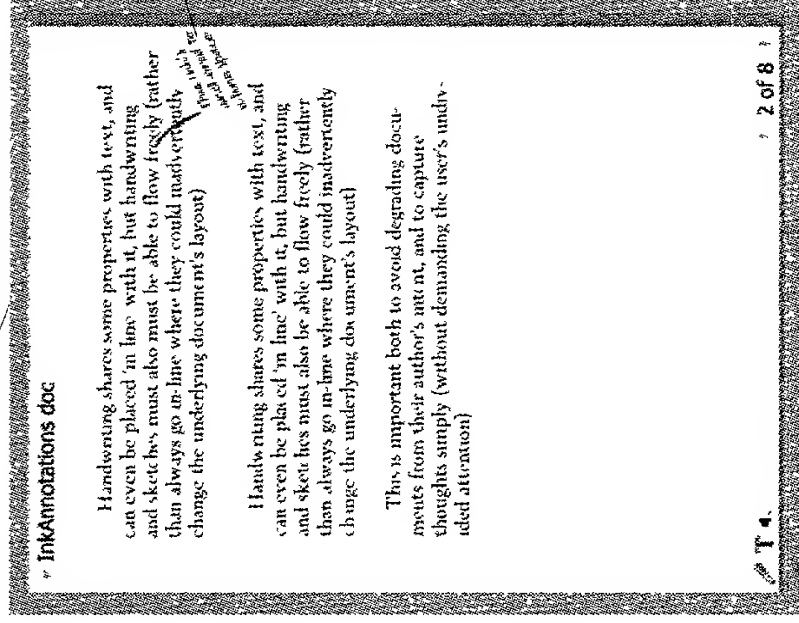 InkAnnotations doc
Handwriting shares some properties with text, and
can even be placed 'in line' with it, but handwriting
and sketches must also must be able to flow freely (rather
than always go in-line where they could inadvertently
change the underlying document's layout)
Handwriting shares some properties with text, and
can even be placed 'in line' with it, but handwriting
and sketches must also be able to flow freely (rather
than always go in-line where they could inadvertently
change the underlying document's layout)
This is important both to avoid degrading docu-
ments from their author's intent, and to capture
thoughts simply (without demanding the user's undiv-
ided attention)
T
2 of 8